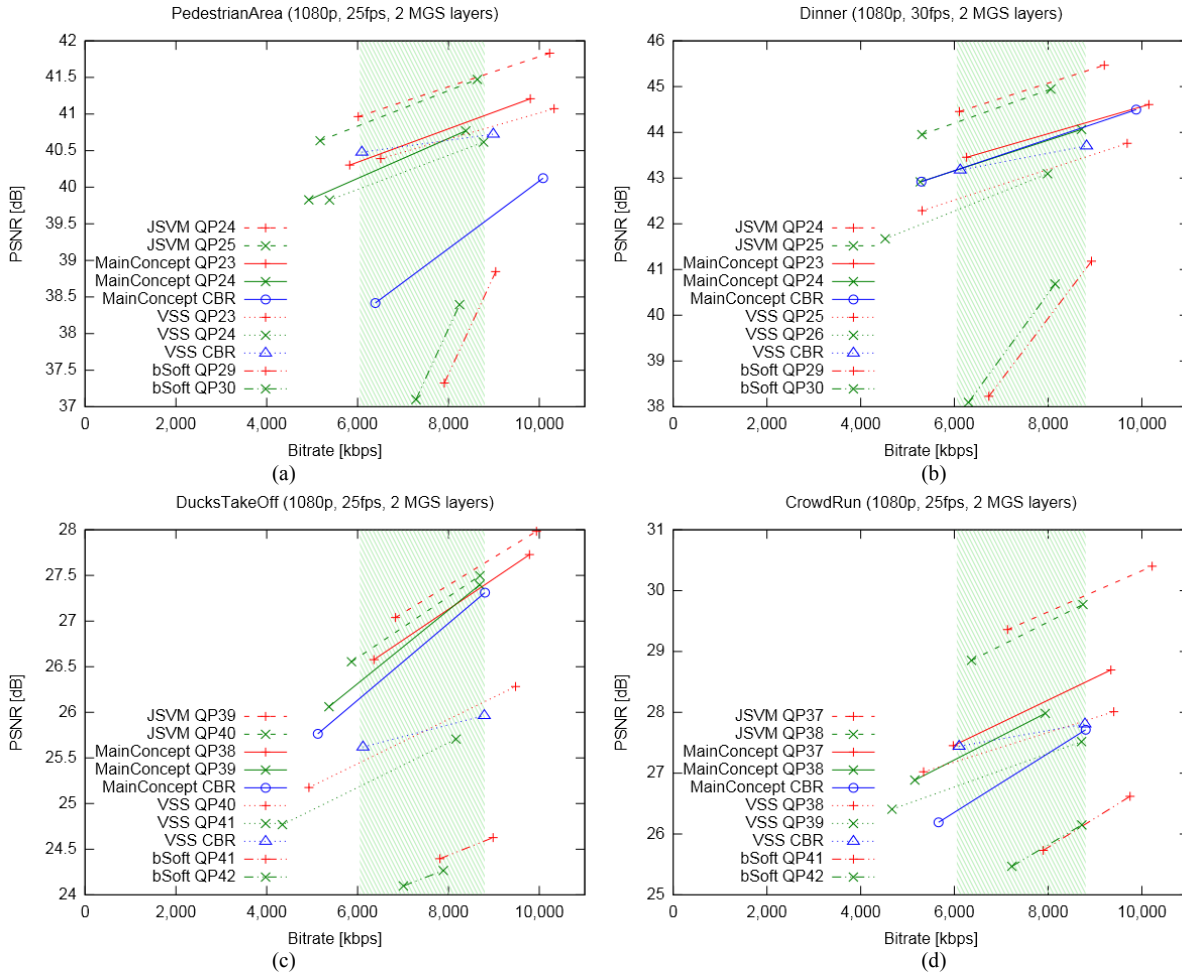 PedestrianArea (1080p, 25fps, 2 MGS layers)
42
41.5
41
40.5
40
39.5
39
38.5
38
37.5
37
PSNR [dB]
JSVM QP24
JSVM QP25
MainConcept QP23
MainConcept QP24
MainConcept CBR
VSS QP23
VSS QP24
VSS CBR
bSoft QP29
bSoft QP30
0 2,000 4,000 6,000 8,000 10,000
Bitrate [kbps]
(a)
Dinner (1080p, 30fps, 2 MGS layers)
46
45
44
43
42
41
40
39
38
PSNR [dB]
JSVM QP24
JSVM QP25
MainConcept QP23
MainConcept QP24
MainConcept CBR
VSS QP25
VSS QP26
VSS CBR
bSoft QP29
bSoft QP30
0 2,000 4,000 6,000 8,000 10,000
Bitrate [kbps]
(b)
DucksTakeOff (1080p, 25fps, 2 MGS layers)
28
27.5
27
26.5
26
25.5
25
24.5
24
PSNR [dB]
JSVM QP39
JSVM QP40
MainConcept QP38
MainConcept QP39
MainConcept CBR
VSS QP40
VSS QP41
VSS CBR
bSoft QP41
bSoft QP42
0 2,000 4,000 6,000 8,000 10,000
Bitrate [kbps]
(c)
CrowdRun (1080p, 25fps, 2 MGS layers)
31
30
29
28
27
26
25
PSNR [dB]
JSVM QP37
JSVM QP38
MainConcept QP37
MainConcept QP38
MainConcept CBR
VSS QP38
VSS QP39
VSS CBR
bSoft QP41
bSoft QP42
0 2,000 4,000 6,000 8,000 10,000
Bitrate [kbps]
(d)